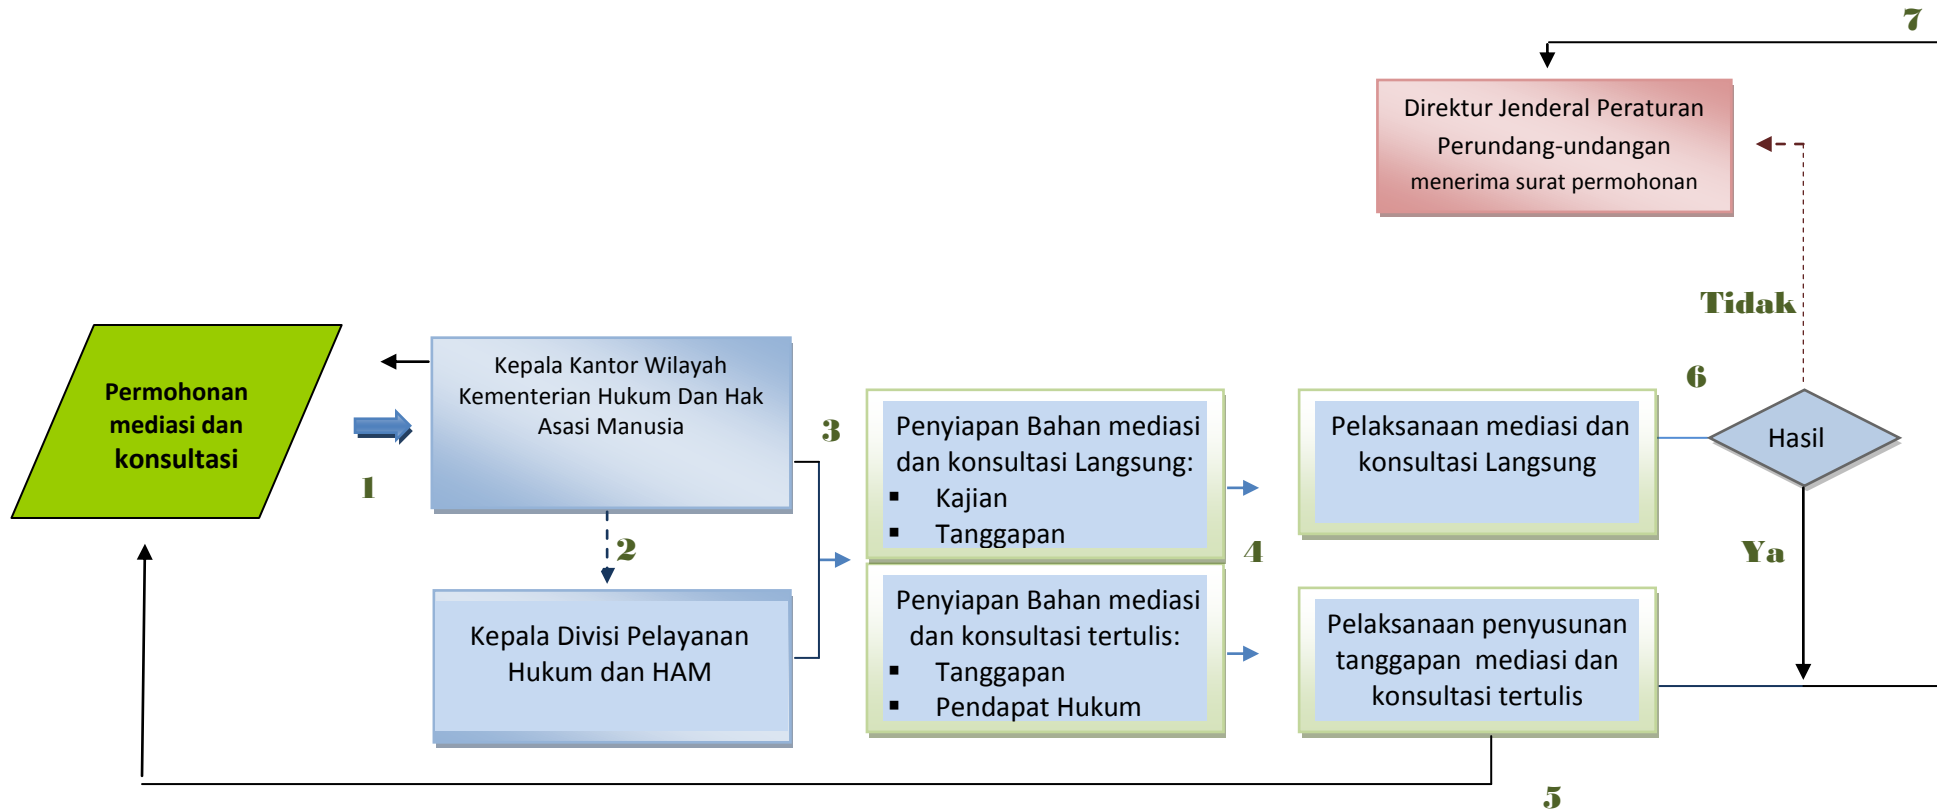 7
Direktur Jenderal Peraturan
Perundang-undangan
menerima surat permohonan
Tidak
Permohonan
mediasi dan
konsultasi
1
Kepala Kantor Wilayah
Kementerian Hukum Dan Hak
Asasi Manusia
2
Kepala Divisi Pelayanan
Hukum dan HAM
3
Penyiapan Bahan mediasi
dan konsultasi Langsung:
▪ Kajian
▪ Tanggapan
Penyiapan Bahan mediasi
dan konsultasi tertulis:
▪ Tanggapan
▪ Pendapat Hukum
4
Pelaksanaan mediasi dan
konsultasi Langsung
Pelaksanaan penyusunan
tanggapan mediasi dan
konsultasi tertulis
5
6
Hasil
Ya